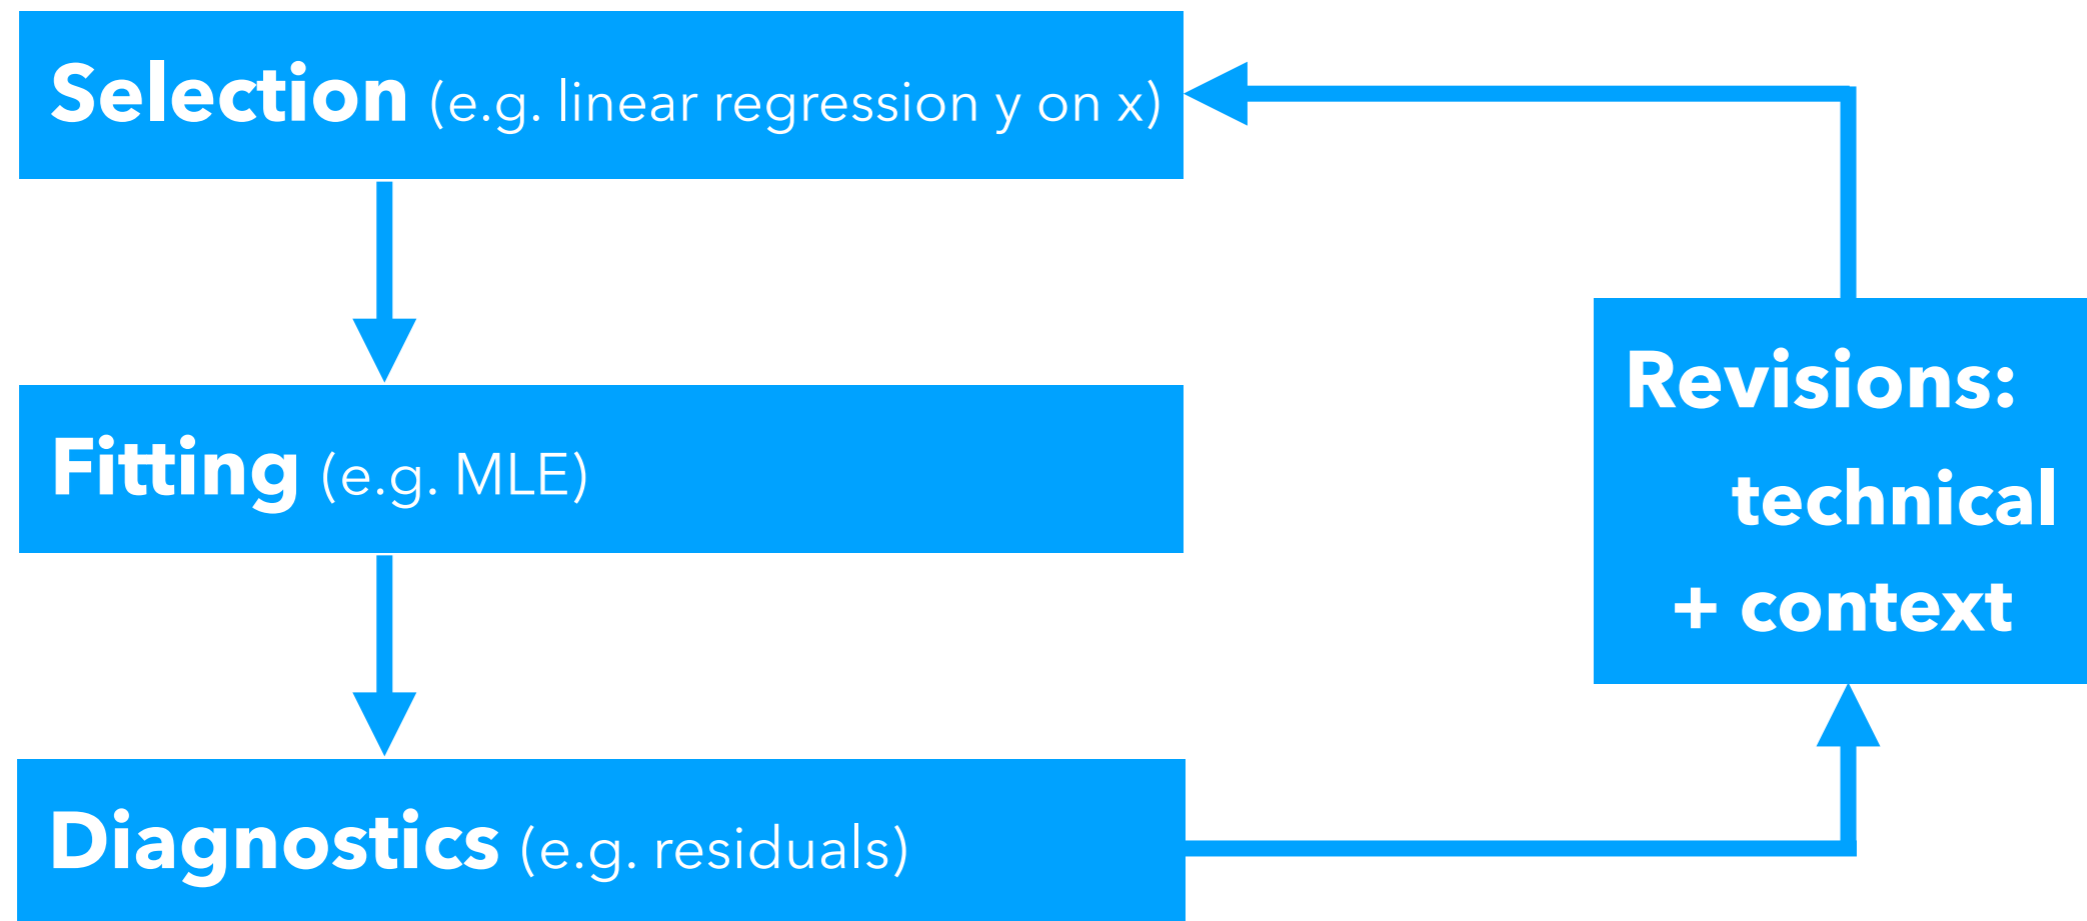 Selection (e.g. linear regression y on x)
Fitting (e.g. MLE)
Diagnostics (e.g. residuals)
Revisions:
technical
+ context